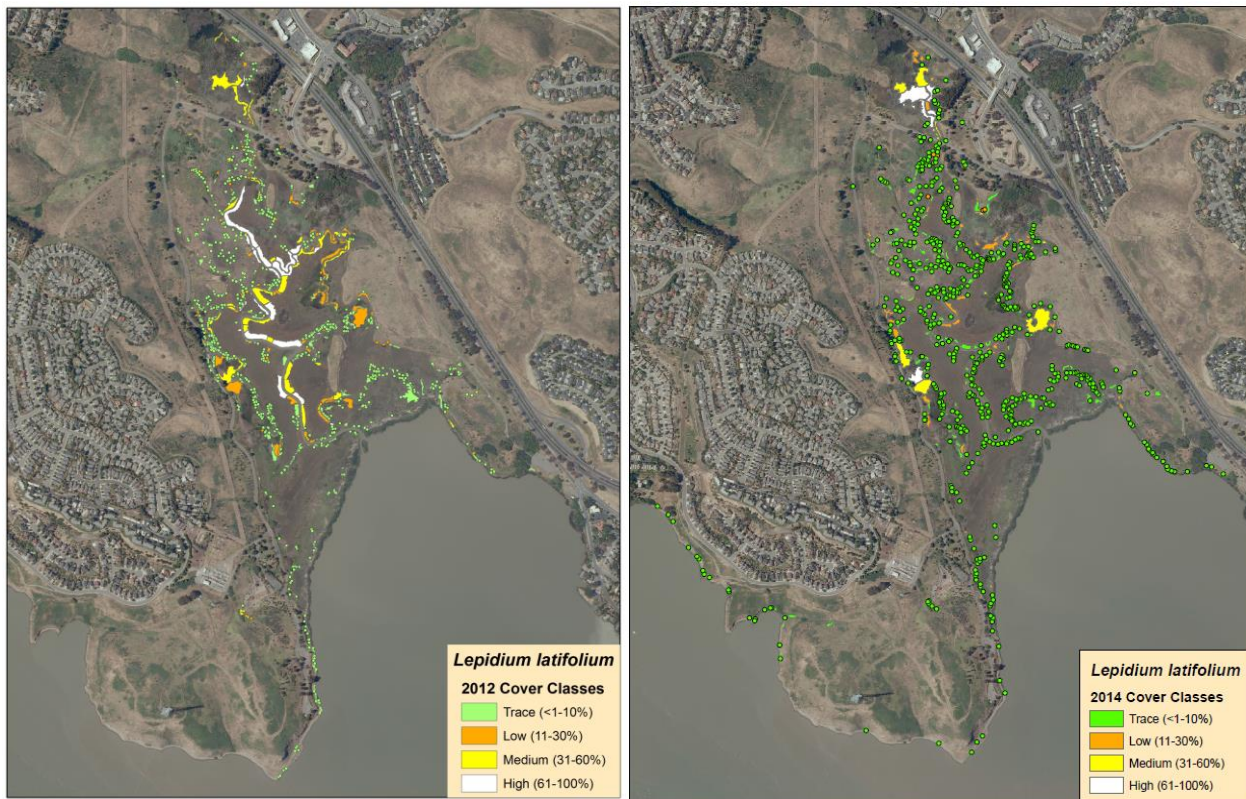 Lepidium latifolium
2012 Cover Classes
Trace (<1-10%)
Low (11-30%)
Medium (31-60%)
High (61-100%)
Lepidium latifolium
2014 Cover Classes
Trace (<1-10%)
Low (11-30%)
Medium (31-60%)
High (61-100%)